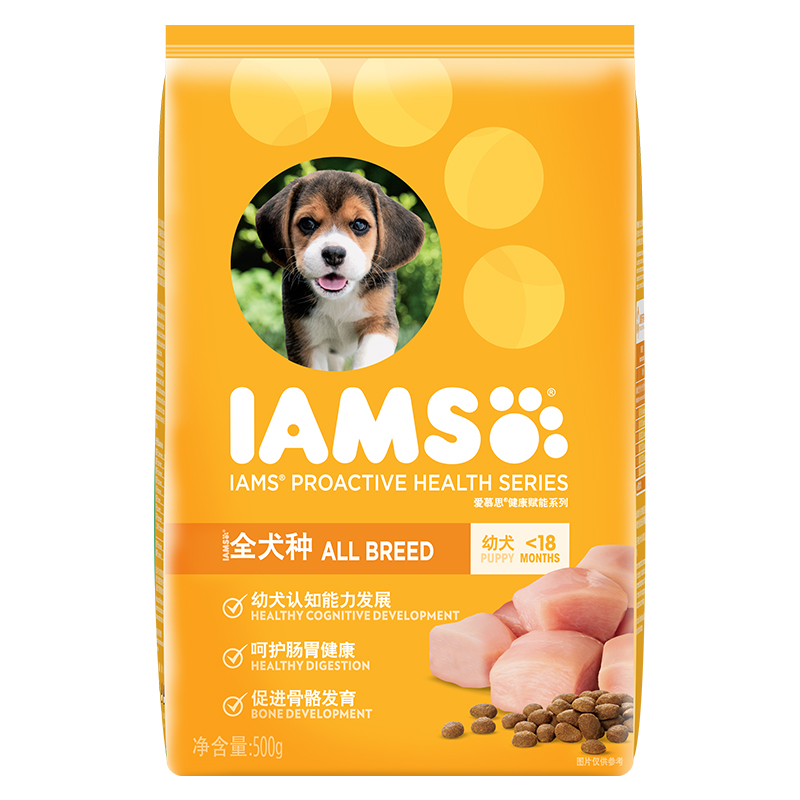 IAMS®
IAMS® PROACTIVE HEALTH SERIES
爱慕思®健康赋能系列
IAMS® 全犬种 ALL BREED
幼犬 <18
PUPPY MONTHS
幼犬认知能力发展
HEALTHY COGNITIVE DEVELOPMENT
呵护肠胃健康
HEALTHY DIGESTION
促进骨骼发育
BONE DEVELOPMENT
净含量:500g
图片仅供参考